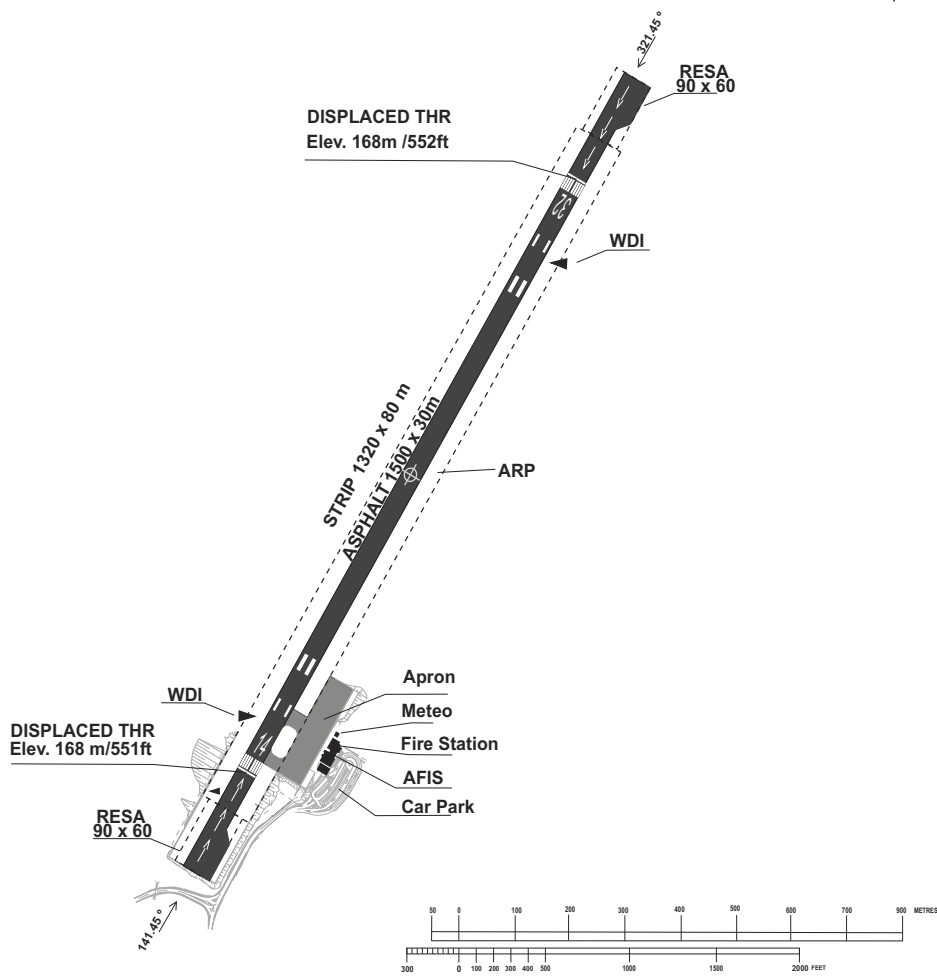 321.45 º
RESA
90 x 60
DISPLACED THR
Elev. 168m /552ft
32
WDI
STRIP 1320 x 80 m
ASPHALT 1500 x 30m
ARP
Apron
WDI
Meteo
DISPLACED THR
Elev. 168 m/551ft
14
Fire Station
AFIS
Car Park
RESA
90 x 60
141.45 º
50 0 100 200 300 400 500 600 700 900 METRES
300 0 100 200 300 400 500 1000 1500 2000 FEET